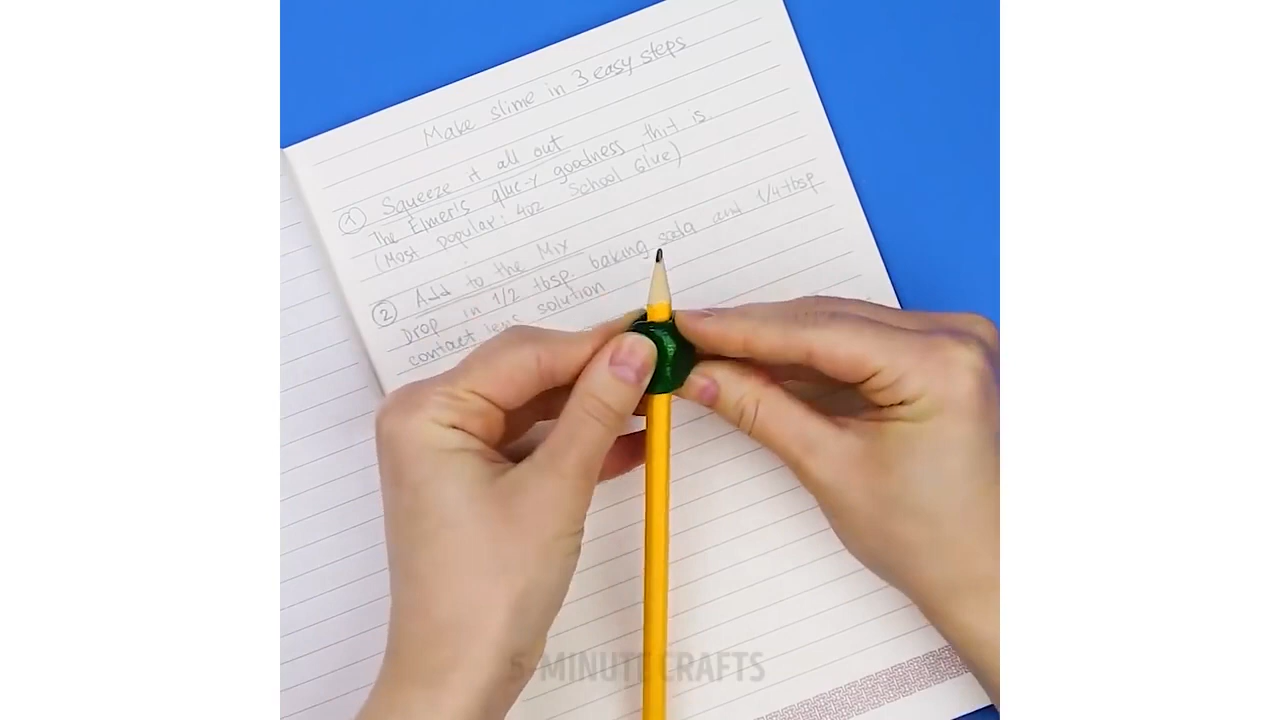 Make slime in 3 easy steps
① Squeeze it all out
The Elmer's glue-y goodness thit is.
(Most popular: 4oz School Glue)
② Add to the Mix
Drop in 1/2 tbsp. baking soda and 1/4 tbsp
contact lens solution
5-MINUTE CRAFTS